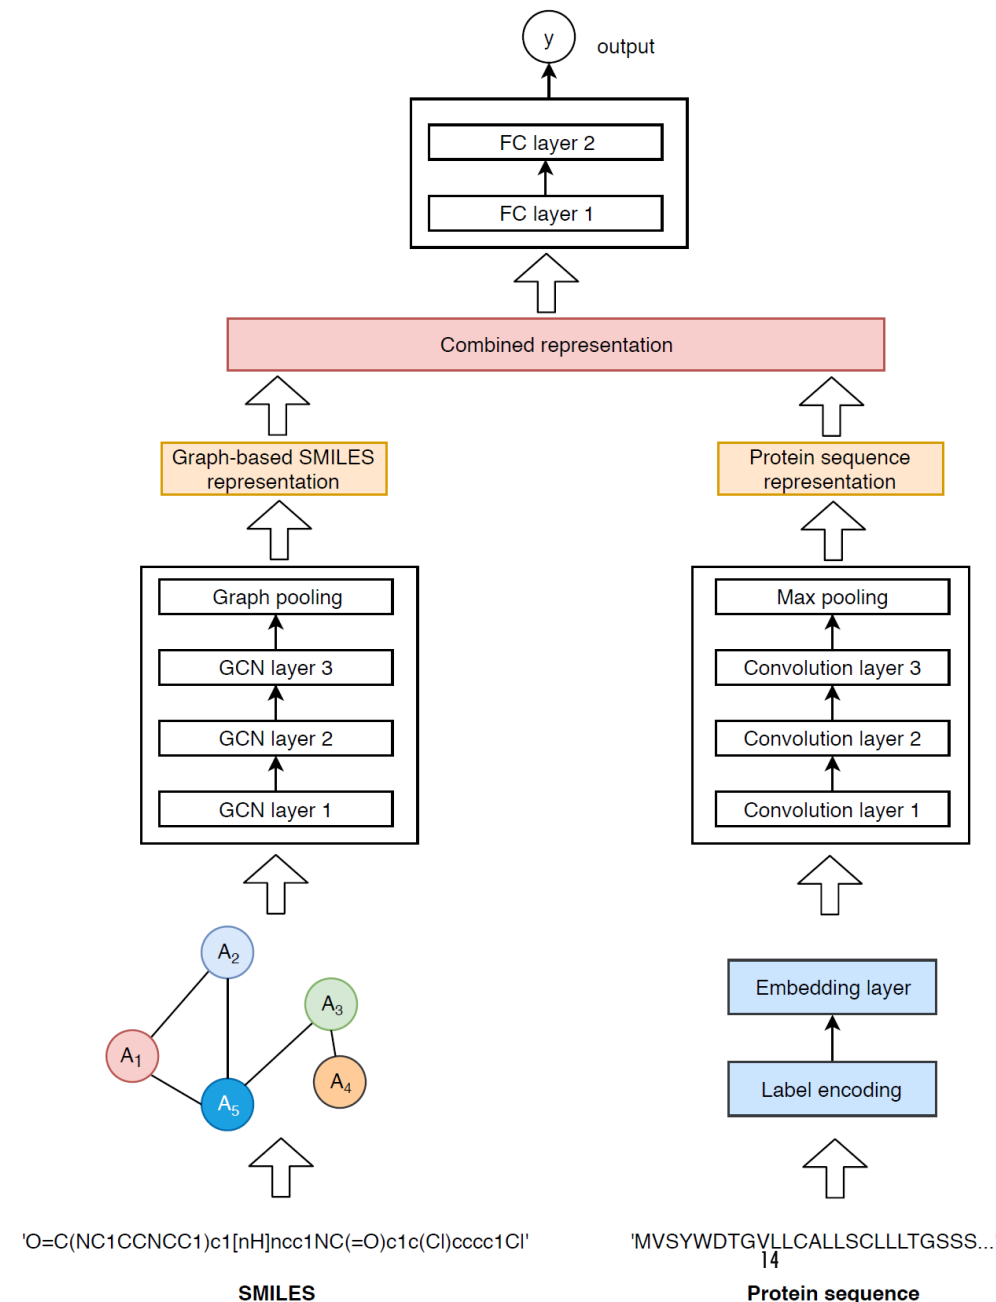 y
output
FC layer 2
FC layer 1
Combined representation
Graph-based SMILES
representation
Protein sequence
representation
Graph pooling
GCN layer 3
GCN layer 2
GCN layer 1
Max pooling
Convolution layer 3
Convolution layer 2
Convolution layer 1
A2
A1
A3
A4
A5
Embedding layer
Label encoding
'O=C(NC1CCNCC1)c1[nH]ncc1NC(=O)c1c(Cl)cccc1Cl'
SMILES
'MVSYWDTGVLLCALLSCLLLTGSSS...'
14
Protein sequence